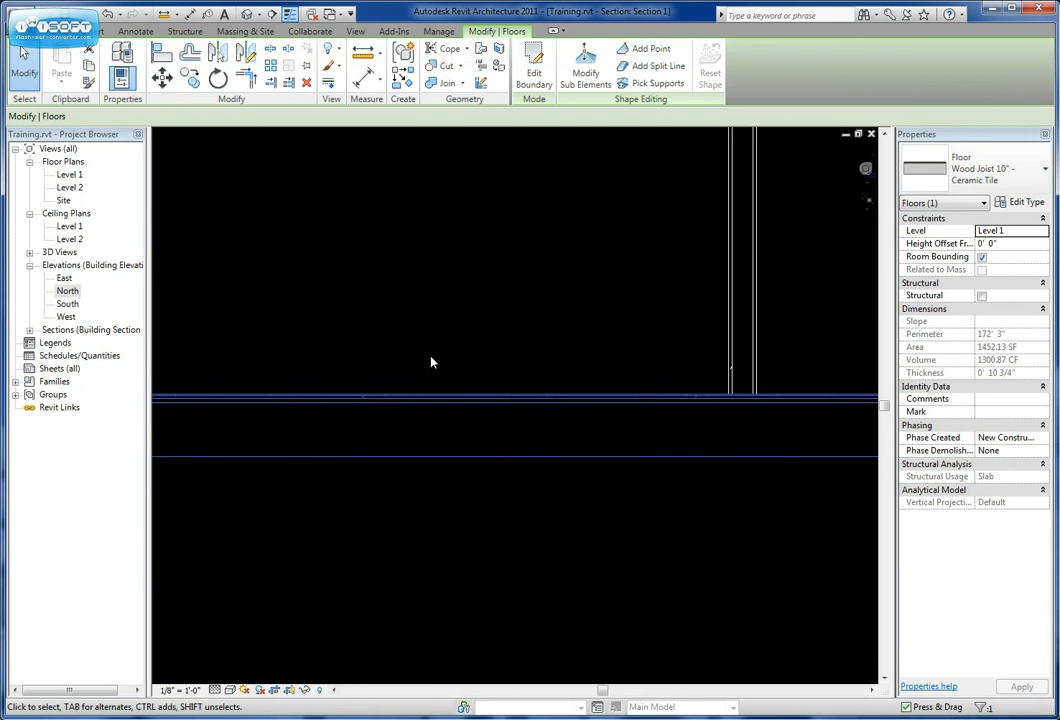 Autodesk Revit Architecture 2011 - [Training.rvt - Section: Section 1]
Type a keyword or phrase
Annotate Structure Massing & Site Collaborate View Add-Ins Manage Modify | Floors
Modify
Paste
Cope
Cut
Join
Edit
Boundary
Modify
Sub Elements
Add Point
Add Split Line
Pick Supports
Reset
Shape
Select Clipboard Properties Modify View Measure Create Geometry Mode Shape Editing
Modify | Floors
Training.rvt - Project Browser
Views (all)
Floor Plans
Level 1
Level 2
Site
Ceiling Plans
Level 1
Level 2
3D Views
Elevations (Building Elevati
East
North
South
West
Sections (Building Section
Legends
Schedules/Quantities
Sheets (all)
Families
Groups
Revit Links
Properties
Floor
Wood Joist 10" -
Ceramic Tile
Floors (1) Edit Type
Constraints
Level Level 1
Height Offset Fr... 0' 0"
Room Bounding
Related to Mass
Structural
Structural
Dimensions
Slope
Perimeter 172' 3"
Area 1452.13 SF
Volume 1300.87 CF
Thickness 0' 10 3/4"
Identity Data
Comments
Mark
Phasing
Phase Created New Constru...
Phase Demolish... None
Structural Analysis
Structural Usage Slab
Analytical Model
Vertical Projecti... Default
Properties help Apply
1/8" = 1'-0"
Click to select, TAB for alternates, CTRL adds, SHIFT unselects.
Main Model
Press & Drag
:1